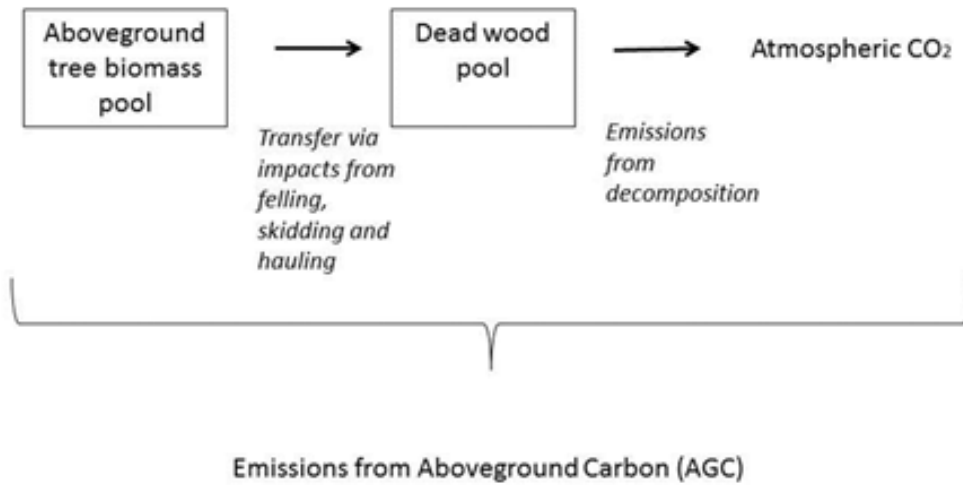 Aboveground
tree biomass
pool
Dead wood
pool
Atmospheric CO₂
Transfer via
impacts from
felling,
skidding and
hauling
Emissions
from
decomposition
Emissions from Aboveground Carbon (AGC)